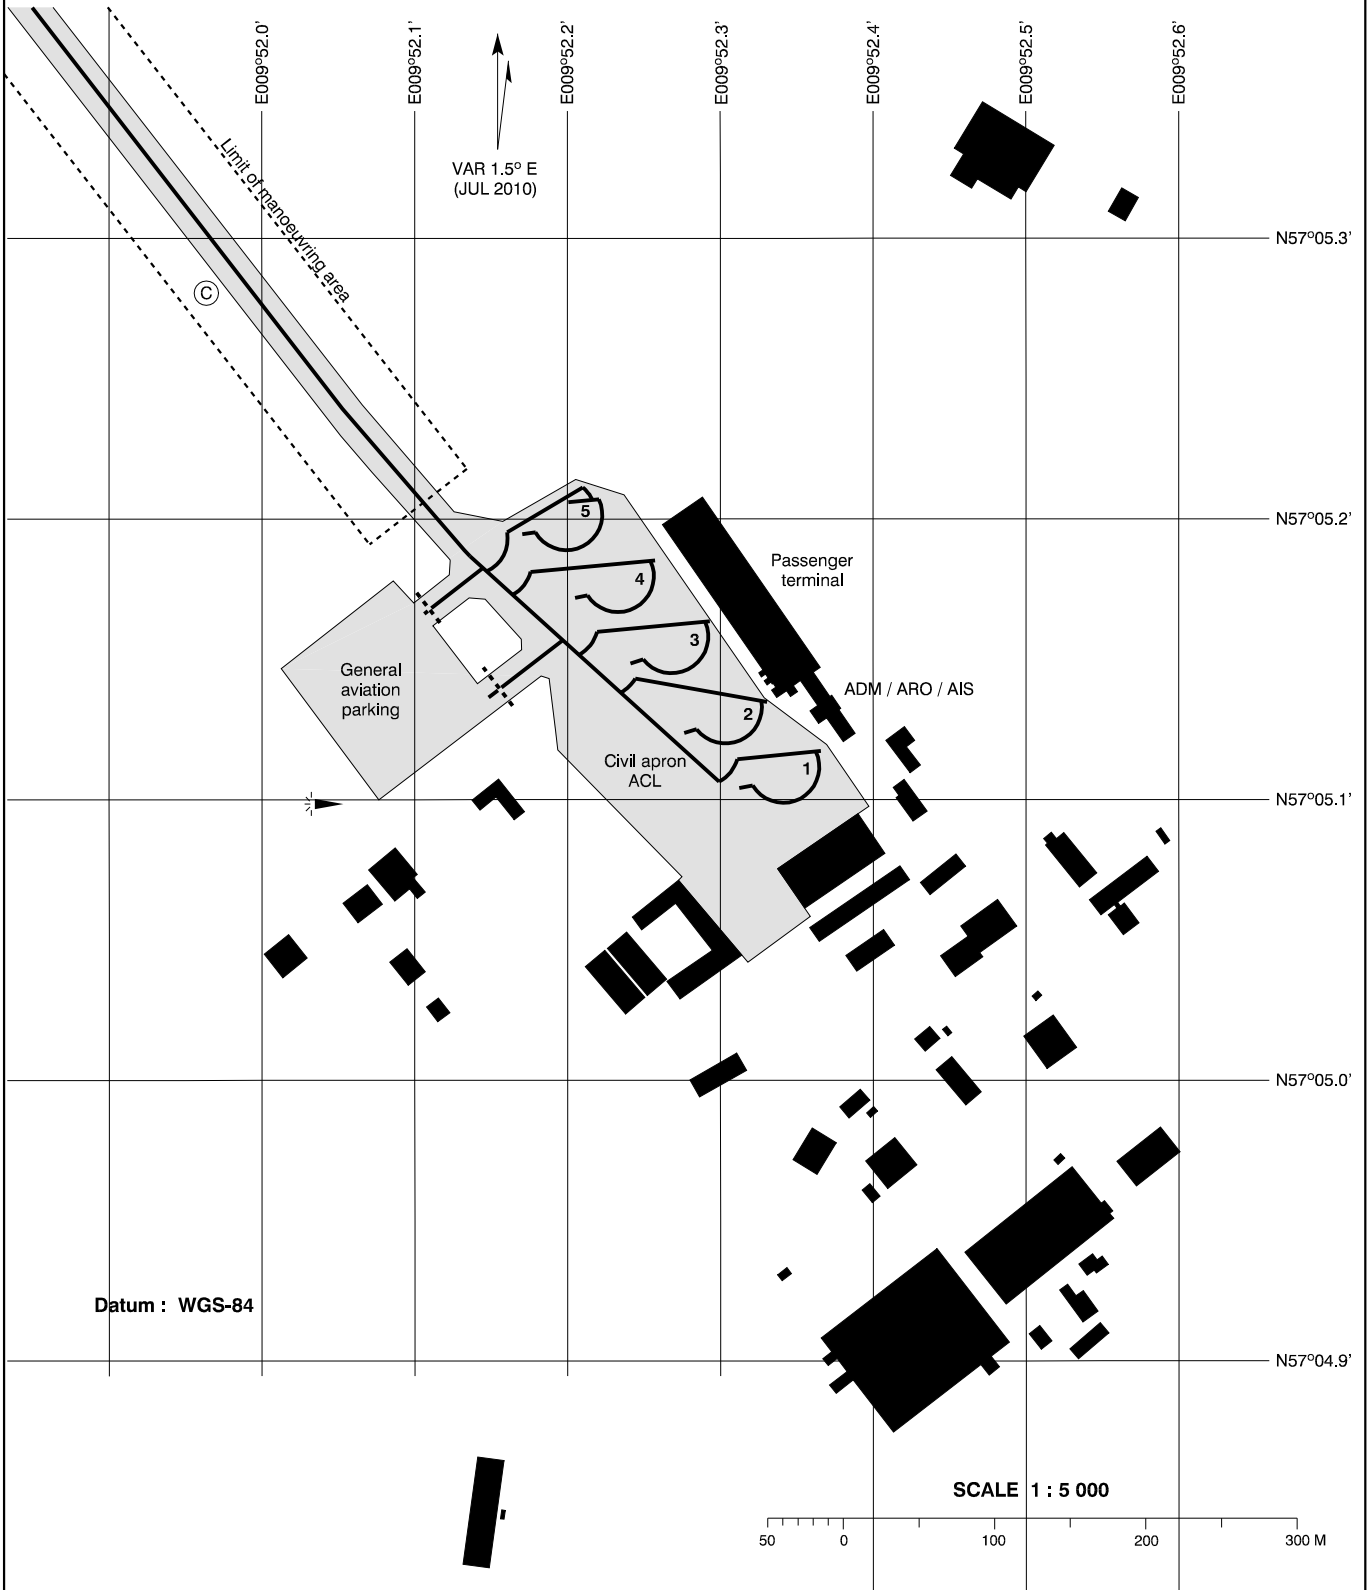 E009°52.0'
E009°52.1'
E009°52.2'
E009°52.3'
E009°52.4'
E009°52.5'
E009°52.6'
VAR 1.5° E
(JUL 2010)
Limit of manoeuvring area
N57°05.3'
C
N57°05.2'
5
4
3
2
1
Passenger
terminal
General
aviation
parking
ADM / ARO / AIS
Civil apron
ACL
N57°05.1'
N57°05.0'
Datum : WGS-84
N57°04.9'
SCALE 1 : 5 000
50 0 100 200 300 M